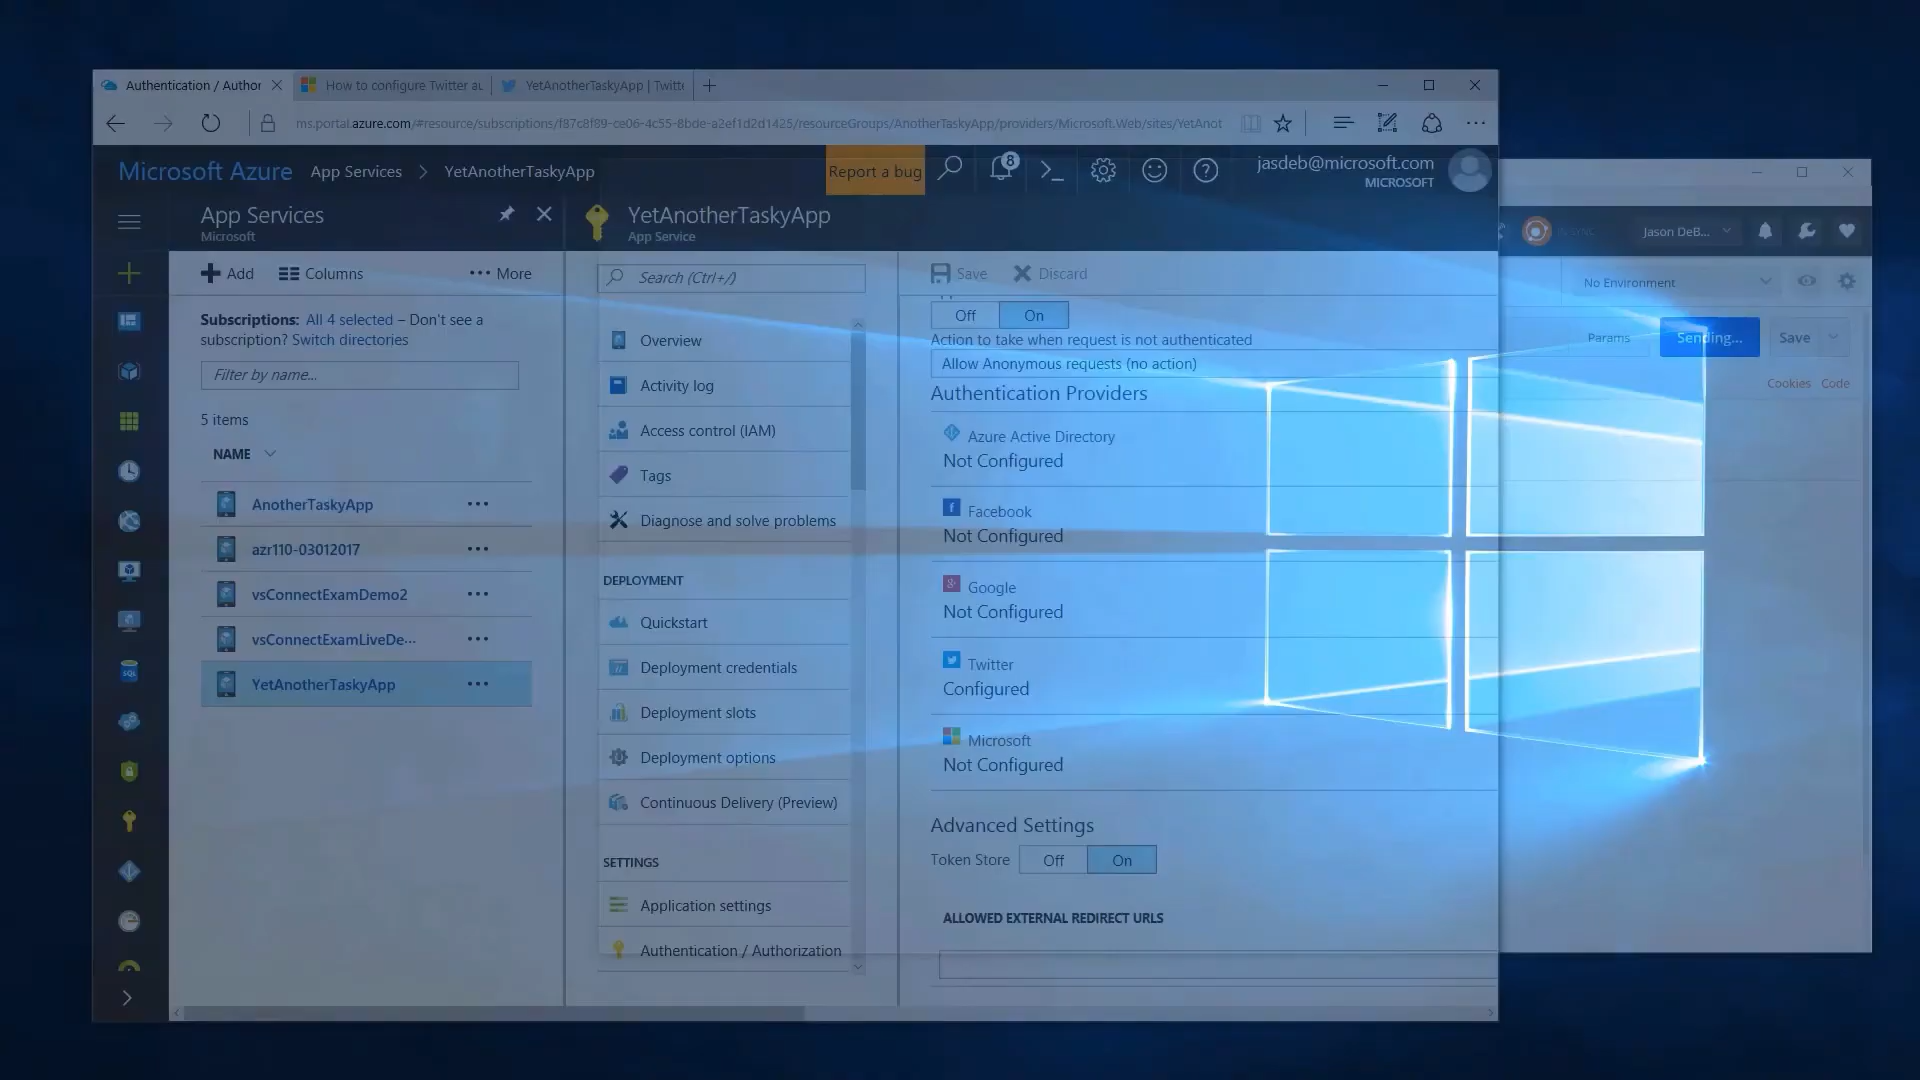 Authentication / Author
How to configure Twitter au
YetAnotherTaskyApp | Twitte
ms.portal.azure.com/#resource/subscriptions/f87c8f89-ce06-4c55-8bde-a2ef1d2d1425/resourceGroups/AnotherTaskyApp/providers/Microsoft.Web/sites/YetAnot
Microsoft Azure
App Services
YetAnotherTaskyApp
Report a bug
8
jasdeb@microsoft.com
MICROSOFT
App Services
Microsoft
YetAnotherTaskyApp
App Service
Add
Columns
More
Subscriptions: All 4 selected – Don't see a
subscription? Switch directories
Filter by name...
5 items
NAME
AnotherTaskyApp
azr110-03012017
vsConnectExamDemo2
vsConnectExamLiveDe...
YetAnotherTaskyApp
Search (Ctrl+/)
Overview
Activity log
Access control (IAM)
Tags
Diagnose and solve problems
DEPLOYMENT
Quickstart
Deployment credentials
Deployment slots
Deployment options
Continuous Delivery (Preview)
SETTINGS
Application settings
Authentication / Authorization
Save
Discard
Off
On
Action to take when request is not authenticated
Allow Anonymous requests (no action)
Authentication Providers
Azure Active Directory
Not Configured
Facebook
Not Configured
Google
Not Configured
Twitter
Configured
Microsoft
Not Configured
Advanced Settings
Token Store
Off
On
ALLOWED EXTERNAL REDIRECT URLS
IN SYNC
Jason DeB...
No Environment
Params
Sending...
Save
Cookies
Code
SQL